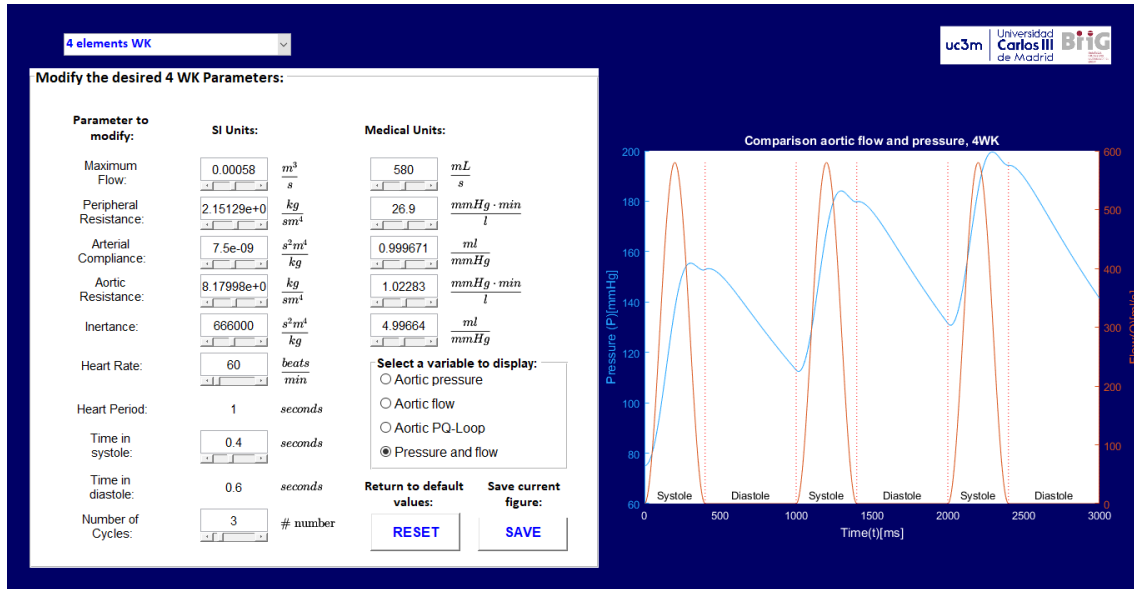 4 elements WK
uc3m
Universidad
Carlos III
de Madrid
Modify the desired 4 WK Parameters:
Parameter to
modify:
SI Units:
Medical Units:
Maximum
Flow:
0.00058
m³
s
580
mL
s
Peripheral
Resistance:
2.15129e+0
kg
sm⁴
26.9
mmHg · min
l
Arterial
Compliance:
7.5e-09
s²m⁴
kg
0.999671
ml
mmHg
Aortic
Resistance:
8.17998e+0
kg
sm⁴
1.02283
mmHg · min
l
Inertance:
666000
s²m⁴
kg
4.99664
ml
mmHg
Heart Rate:
60
beats
min
Heart Period:
1
seconds
Time in
systole:
0.4
seconds
Time in
diastole:
0.6
seconds
Number of
Cycles:
3
# number
Select a variable to display:
Aortic pressure
Aortic flow
Aortic PQ-Loop
Pressure and flow
Return to default
values:
Save current
figure:
RESET
SAVE
Comparison aortic flow and pressure, 4WK
Pressure (P)[mmHg]
200
180
160
140
120
100
80
60
600
500
400
300
200
100
0
Systole
Diastole
Systole
Diastole
Systole
Diastole
0
500
1000
1500
2000
2500
3000
Time(t)[ms]